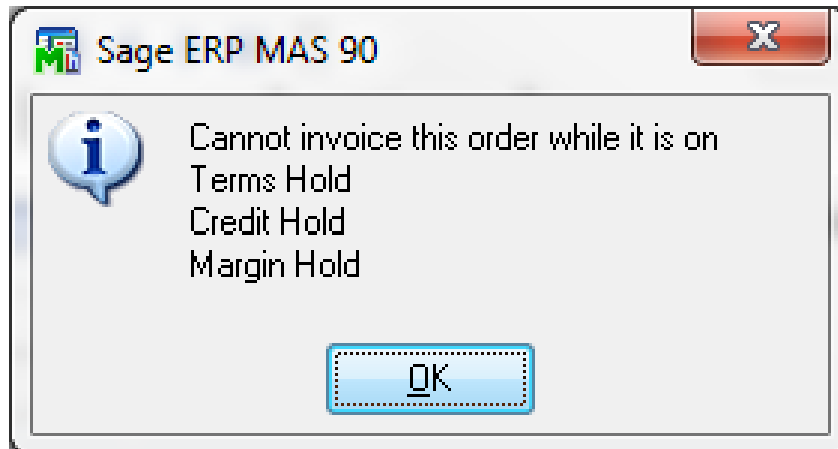 Sage ERP MAS 90
Cannot invoice this order while it is on
Terms Hold
Credit Hold
Margin Hold
OK